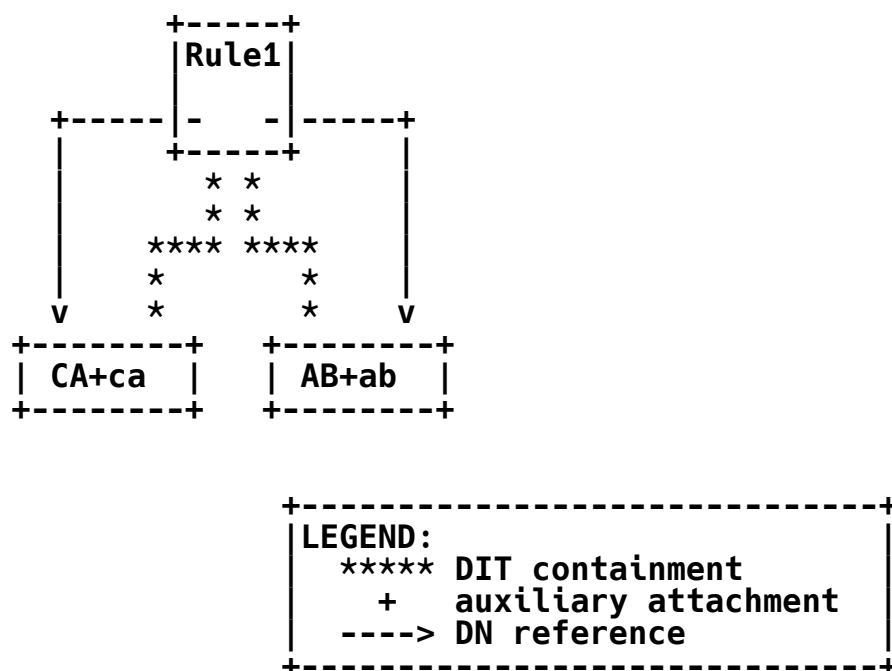 Rule1
CA+ca AB+ab
LEGEND:
***** DIT containment
+ auxiliary attachment
----> DN reference